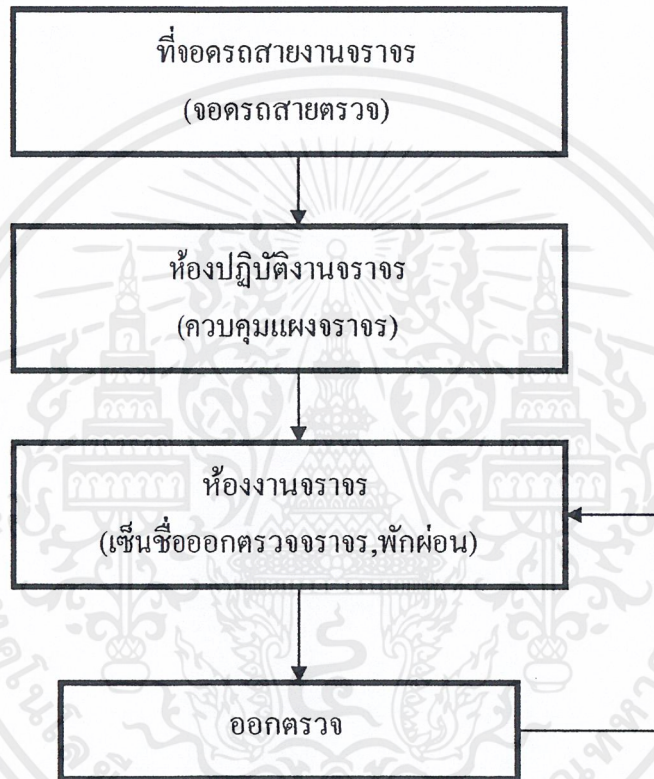 ที่จอดรถสายงานจราจร
(จอดรถสายตรวจ)
ห้องปฏิบัติงานจราจร
(ควบคุมแผงจราจร)
ห้องงานจราจร
(เซ็นชื่อออกตรวจจราจร,พักผ่อน)
ออกตรวจ